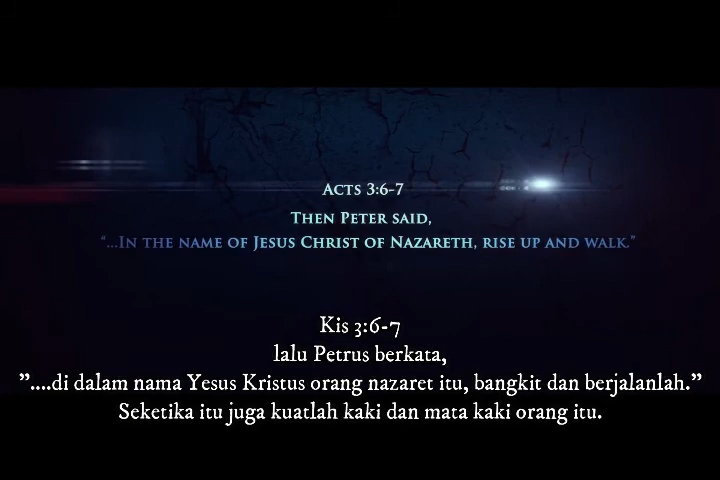 Acts 3:6-7
Then Peter said,
“...In the name of Jesus Christ of Nazareth, rise up and walk.”
Kis 3:6-7
lalu Petrus berkata,
”....di dalam nama Yesus Kristus orang nazaret itu, bangkit dan berjalanlah.”
Seketika itu juga kuatlah kaki dan mata kaki orang itu.